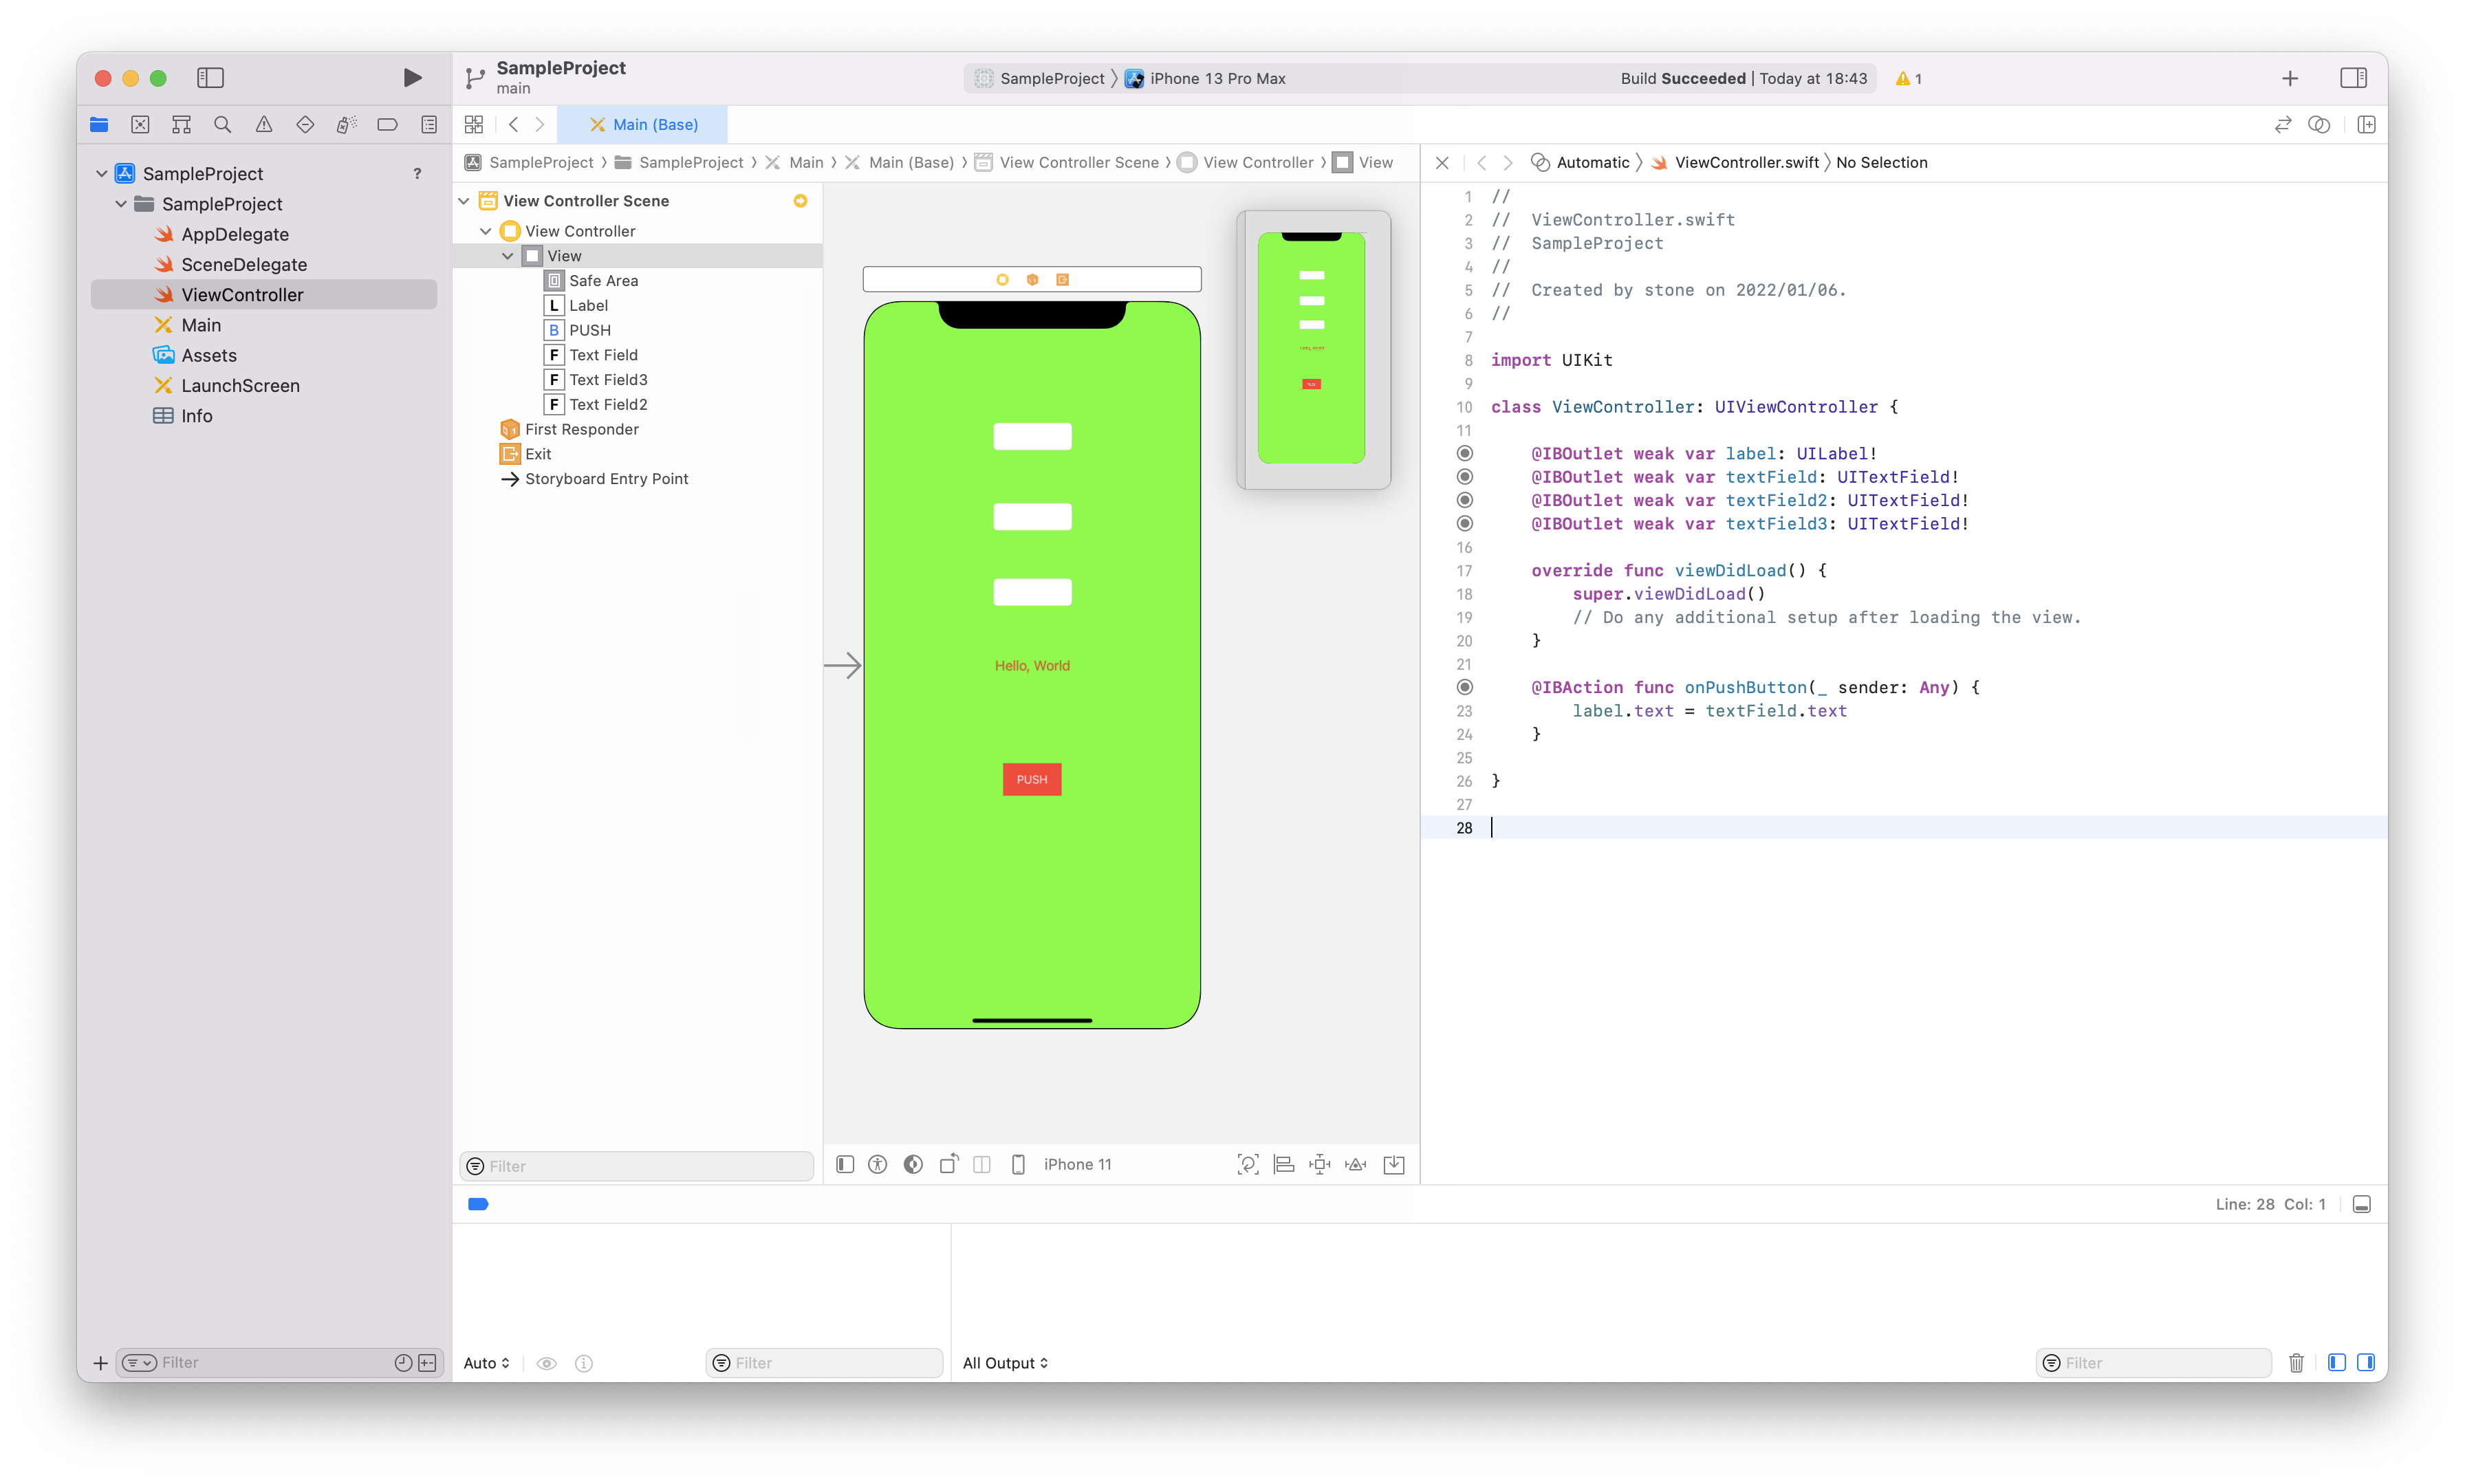 SampleProject
main
SampleProject
iPhone 13 Pro Max
Build Succeeded | Today at 18:43
1
Main (Base)
SampleProject
?
SampleProject
AppDelegate
SceneDelegate
ViewController
Main
Assets
LaunchScreen
Info
Filter
SampleProject
SampleProject
Main
Main (Base)
View Controller Scene
View Controller
View
View Controller Scene
View Controller
View
Safe Area
L Label
B PUSH
F Text Field
F Text Field3
F Text Field2
First Responder
Exit
Storyboard Entry Point
Filter
Hello, World
PUSH
iPhone 11
Automatic
ViewController.swift
No Selection
1 //
2 //  ViewController.swift
3 //  SampleProject
4 //
5 //  Created by stone on 2022/01/06.
6 //
7
8 import UIKit
9
10 class ViewController: UIViewController {
11
@IBOutlet weak var label: UILabel!
@IBOutlet weak var textField: UITextField!
@IBOutlet weak var textField2: UITextField!
@IBOutlet weak var textField3: UITextField!
16
17 override func viewDidLoad() {
18 super.viewDidLoad()
19 // Do any additional setup after loading the view.
20 }
21
@IBAction func onPushButton(_ sender: Any) {
23 label.text = textField.text
24 }
25
26 }
27
28
Line: 28 Col: 1
Auto
Filter
All Output
Filter